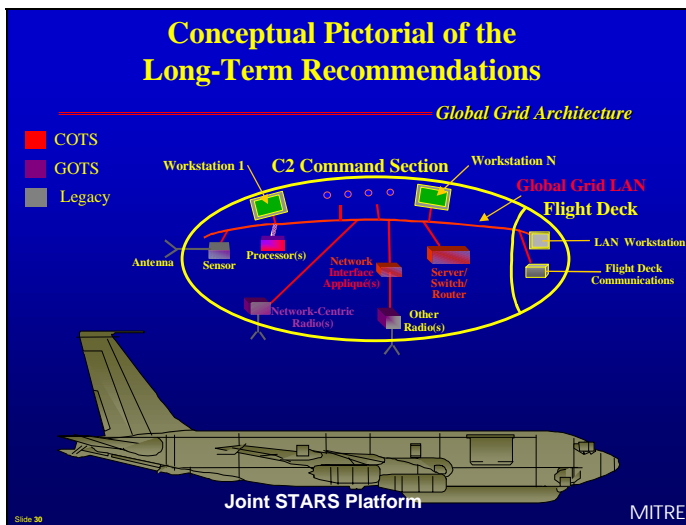 Conceptual Pictorial of the
Long-Term Recommendations
Global Grid Architecture
COTS
GOTS
Legacy
Workstation 1
C2 Command Section
Workstation N
Global Grid LAN
Flight Deck
LAN Workstation
Antenna
Sensor
Processor(s)
Network
Interface
Appliqué(s)
Server/
Switch/
Router
Flight Deck
Communications
Network-Centric
Radio(s)
Other
Radio(s)
Joint STARS Platform
Slide 30
MITRE